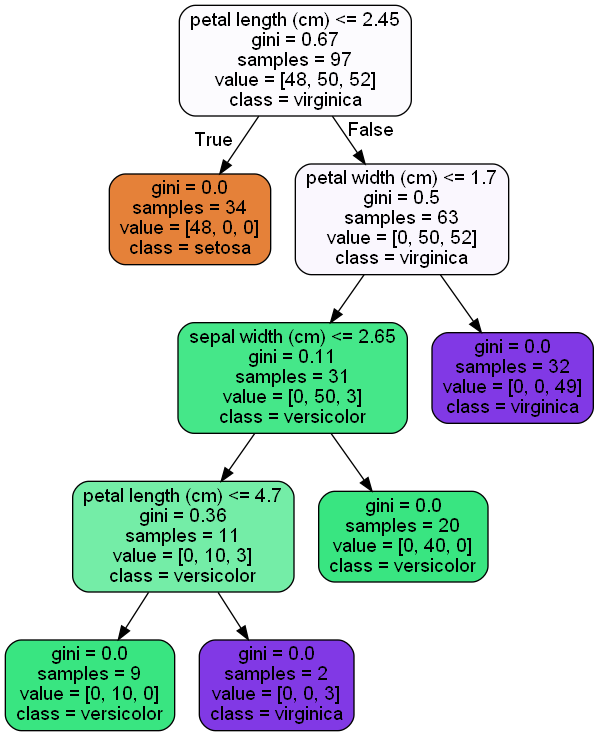 petal length (cm) <= 2.45
gini = 0.67
samples = 97
value = [48, 50, 52]
class = virginica
True
False
gini = 0.0
samples = 34
value = [48, 0, 0]
class = setosa
petal width (cm) <= 1.7
gini = 0.5
samples = 63
value = [0, 50, 52]
class = virginica
sepal width (cm) <= 2.65
gini = 0.11
samples = 31
value = [0, 50, 3]
class = versicolor
gini = 0.0
samples = 32
value = [0, 0, 49]
class = virginica
petal length (cm) <= 4.7
gini = 0.36
samples = 11
value = [0, 10, 3]
class = versicolor
gini = 0.0
samples = 20
value = [0, 40, 0]
class = versicolor
gini = 0.0
samples = 9
value = [0, 10, 0]
class = versicolor
gini = 0.0
samples = 2
value = [0, 0, 3]
class = virginica